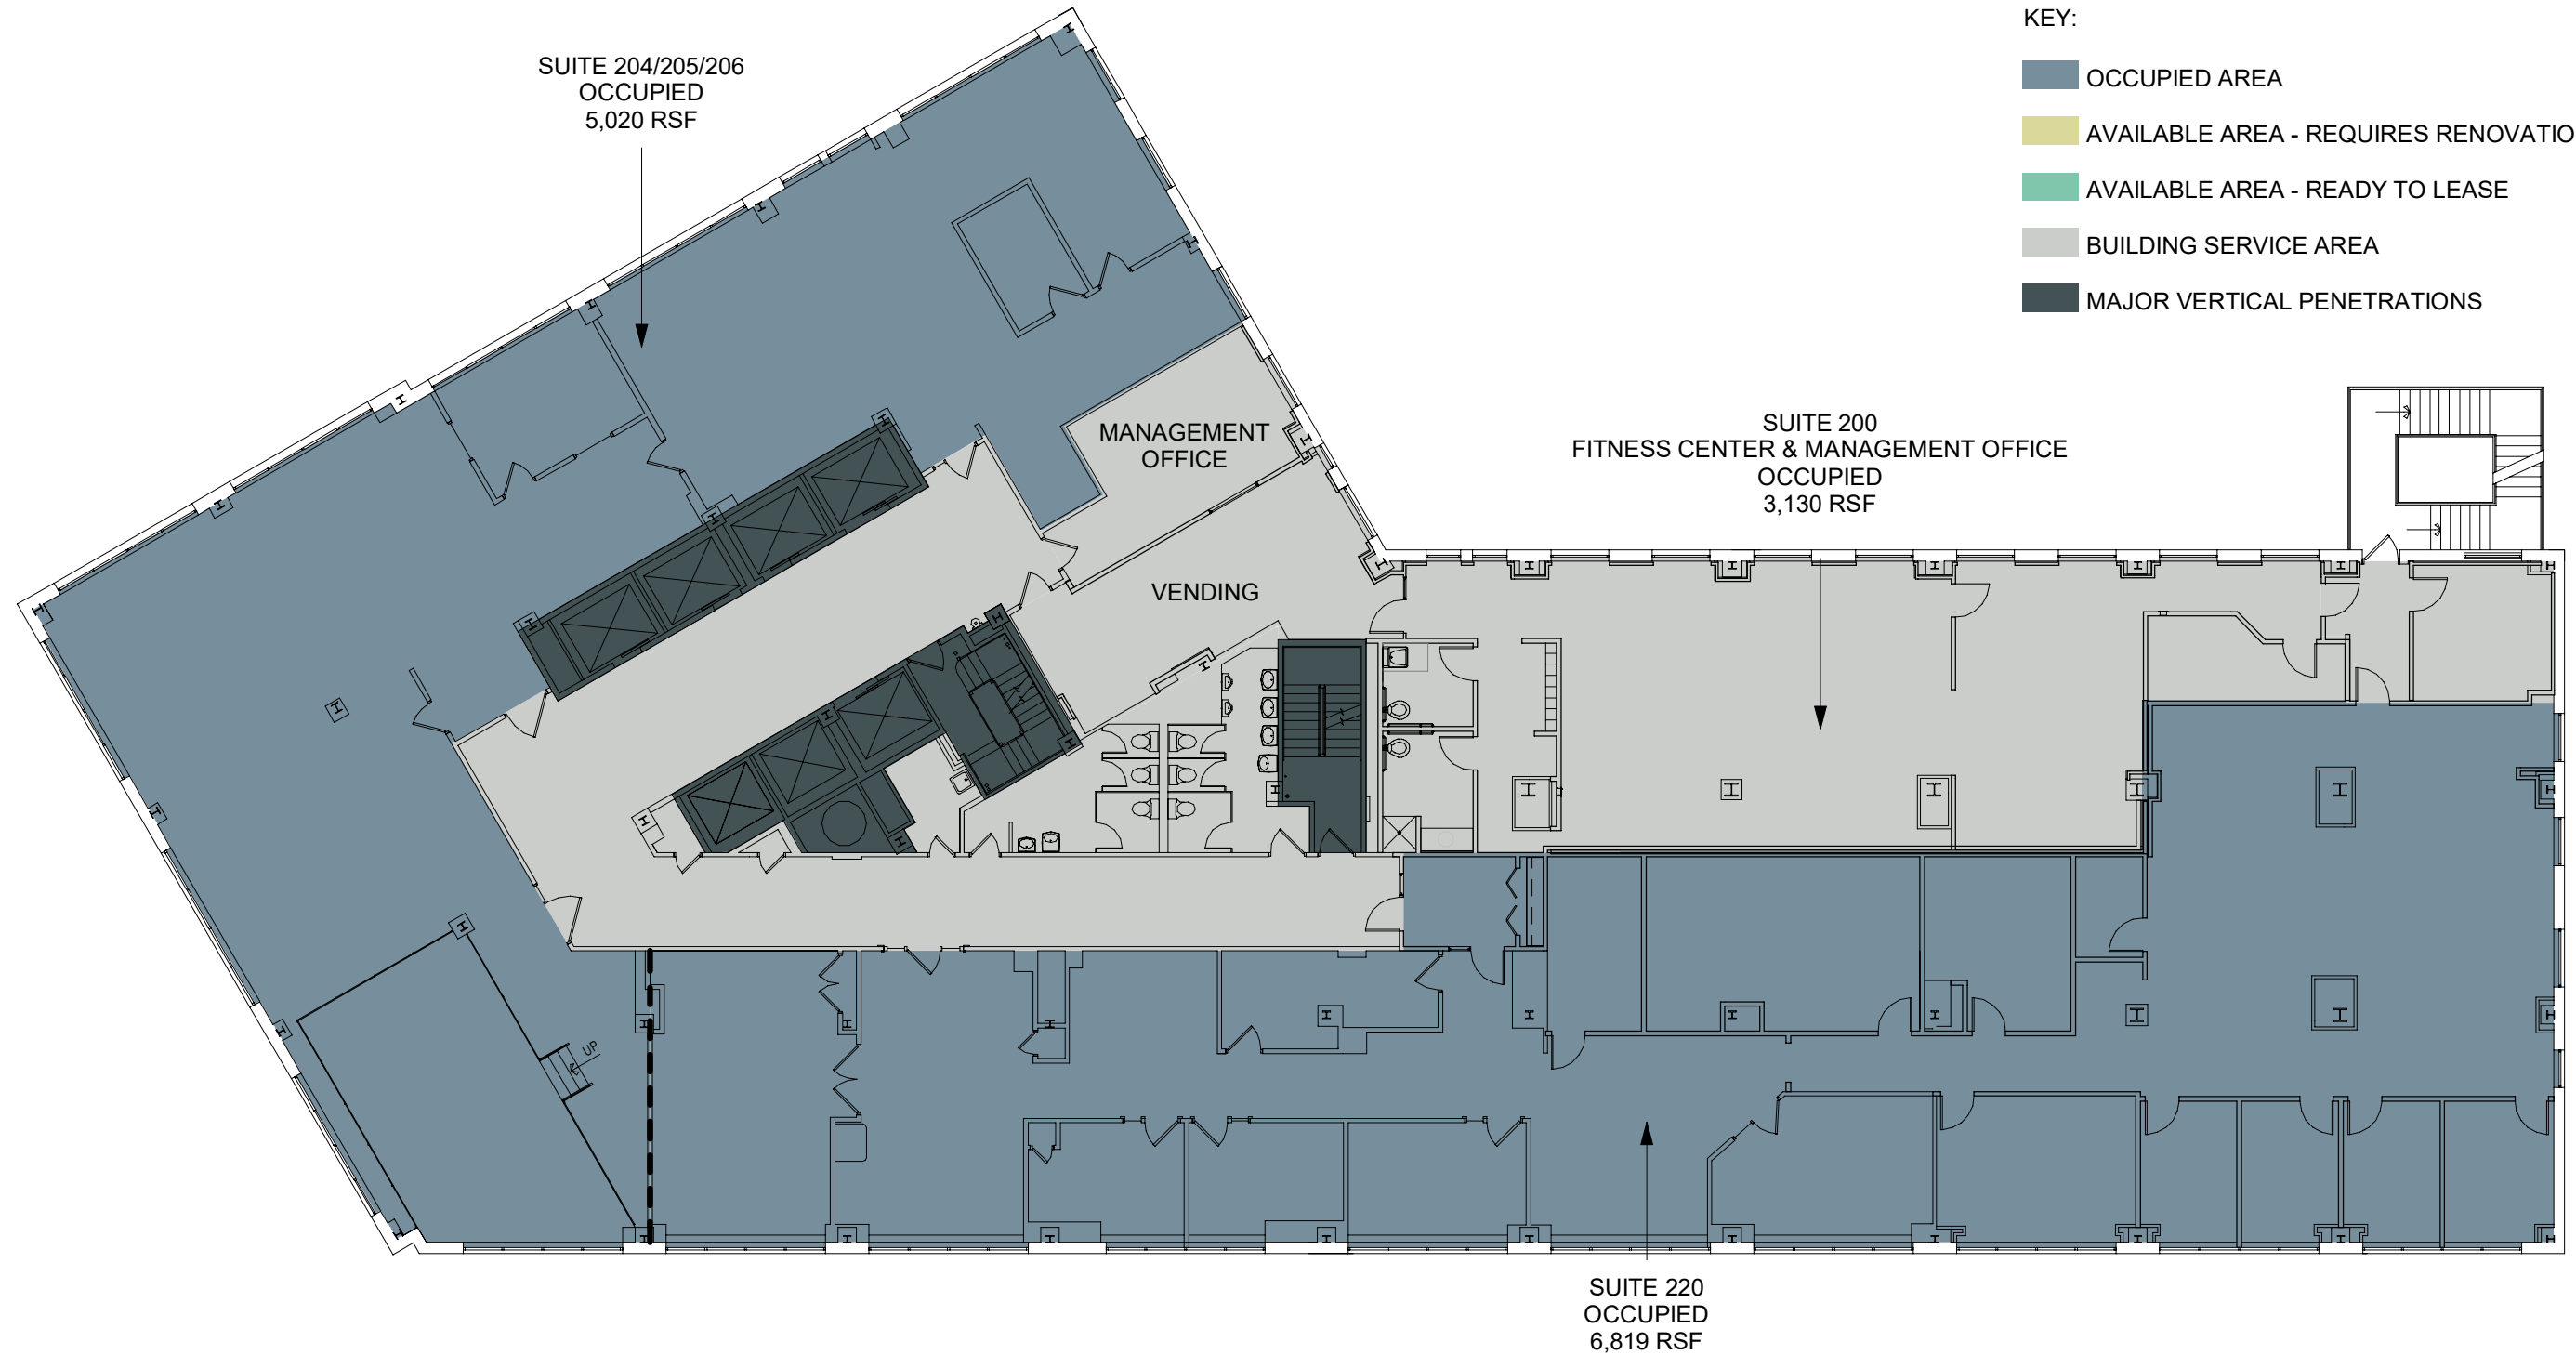 KEY:
OCCUPIED AREA
AVAILABLE AREA - REQUIRES RENOVATIO
AVAILABLE AREA - READY TO LEASE
BUILDING SERVICE AREA
MAJOR VERTICAL PENETRATIONS
SUITE 204/205/206
OCCUPIED
5,020 RSF
MANAGEMENT
OFFICE
SUITE 200
FITNESS CENTER & MANAGEMENT OFFICE
OCCUPIED
3,130 RSF
VENDING
UP
SUITE 220
OCCUPIED
6,819 RSF